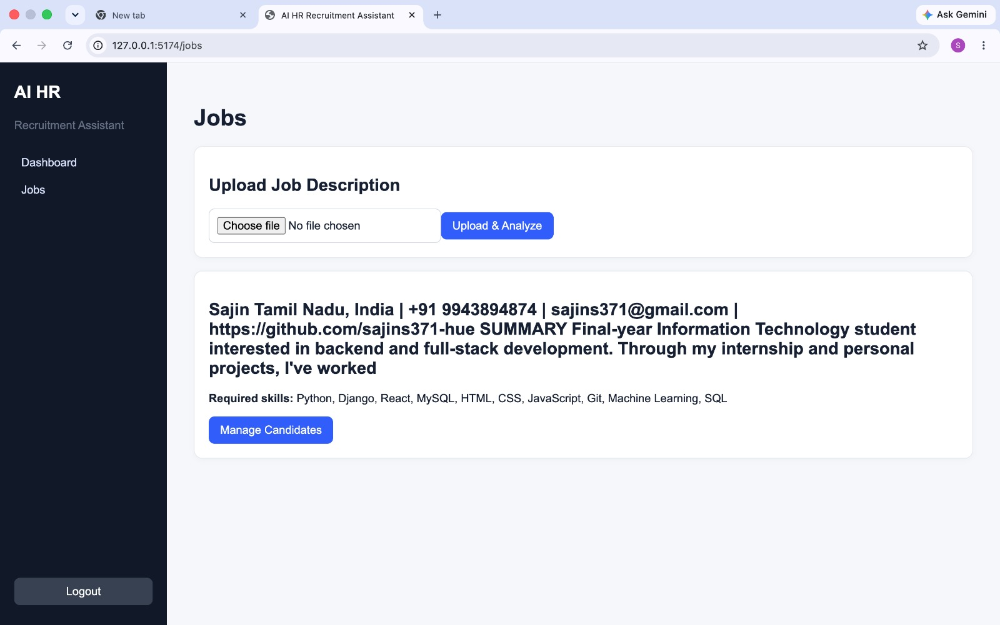 New tab
AI HR Recruitment Assistant
Ask Gemini
127.0.0.1:5174/jobs
S
AI HR
Recruitment Assistant
Dashboard
Jobs
Logout
Jobs
Upload Job Description
Choose file No file chosen
Upload & Analyze
Sajin Tamil Nadu, India | +91 9943894874 | sajins371@gmail.com |
https://github.com/sajins371-hue SUMMARY Final-year Information Technology student
interested in backend and full-stack development. Through my internship and personal
projects, I've worked
Required skills: Python, Django, React, MySQL, HTML, CSS, JavaScript, Git, Machine Learning, SQL
Manage Candidates